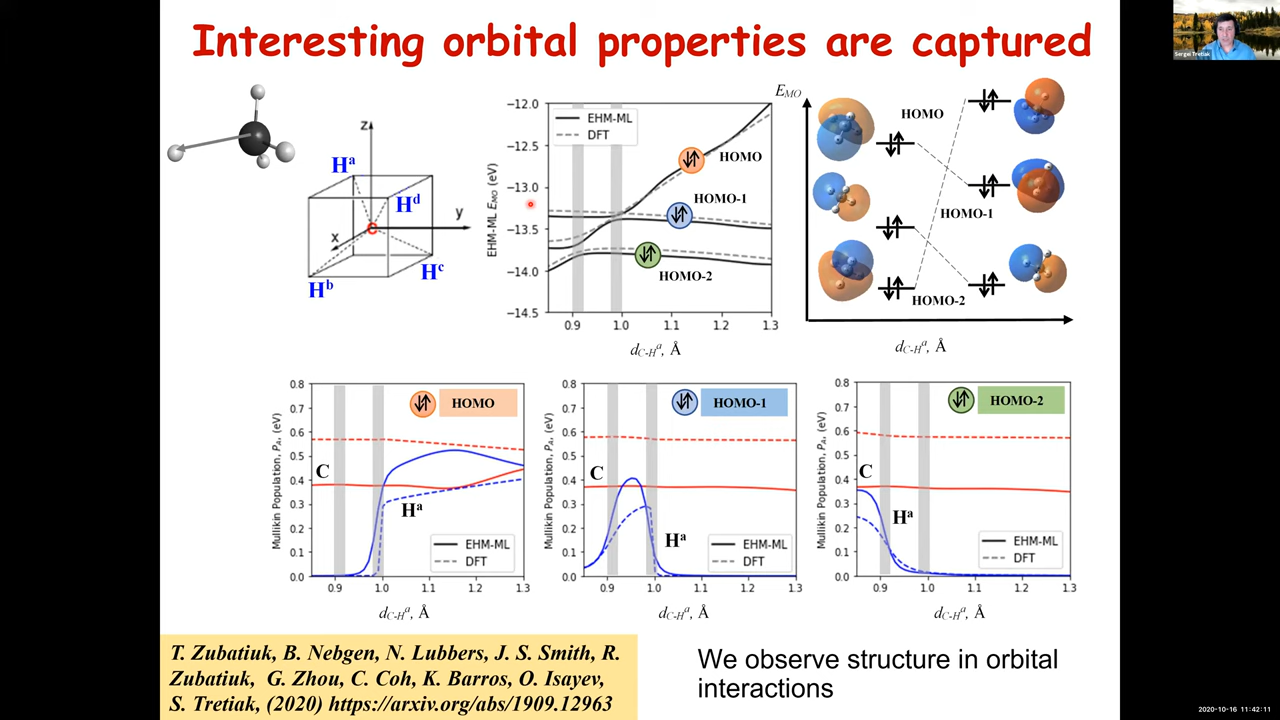 Interesting orbital properties are captured
Sergei Tretiak
z
y
x
Hᵃ
Hᵈ
Hᶜ
Hᵇ
EHM-ML E_MO (eV)
−12.0
−12.5
−13.0
−13.5
−14.0
−14.5
EHM-ML
DFT
HOMO
HOMO-1
HOMO-2
0.9 1.0 1.1 1.2 1.3
d_C-Hᵃ, Å
E_MO
HOMO
HOMO-1
HOMO-2
d_C-Hᵃ, Å
Mullikin Population, P_A, (eV)
0.8
0.7
0.6
0.5
0.4
0.3
0.2
0.1
0.0
HOMO
C
Hᵃ
EHM-ML
DFT
0.9 1.0 1.1 1.2 1.3
d_C-Hᵃ, Å
Mullikin Population, P_A, (eV)
0.8
0.7
0.6
0.5
0.4
0.3
0.2
0.1
0.0
HOMO-1
C
Hᵃ
EHM-ML
DFT
0.9 1.0 1.1 1.2 1.3
d_C-Hᵃ, Å
Mullikin Population, P_A, (eV)
0.8
0.7
0.6
0.5
0.4
0.3
0.2
0.1
0.0
HOMO-2
C
Hᵃ
EHM-ML
DFT
0.9 1.0 1.1 1.2 1.3
d_C-Hᵃ, Å
T. Zubatiuk, B. Nebgen, N. Lubbers, J. S. Smith, R.
Zubatiuk, G. Zhou, C. Coh, K. Barros, O. Isayev,
S. Tretiak, (2020) https://arxiv.org/abs/1909.12963
We observe structure in orbital
interactions
2020-10-16 11:42:11